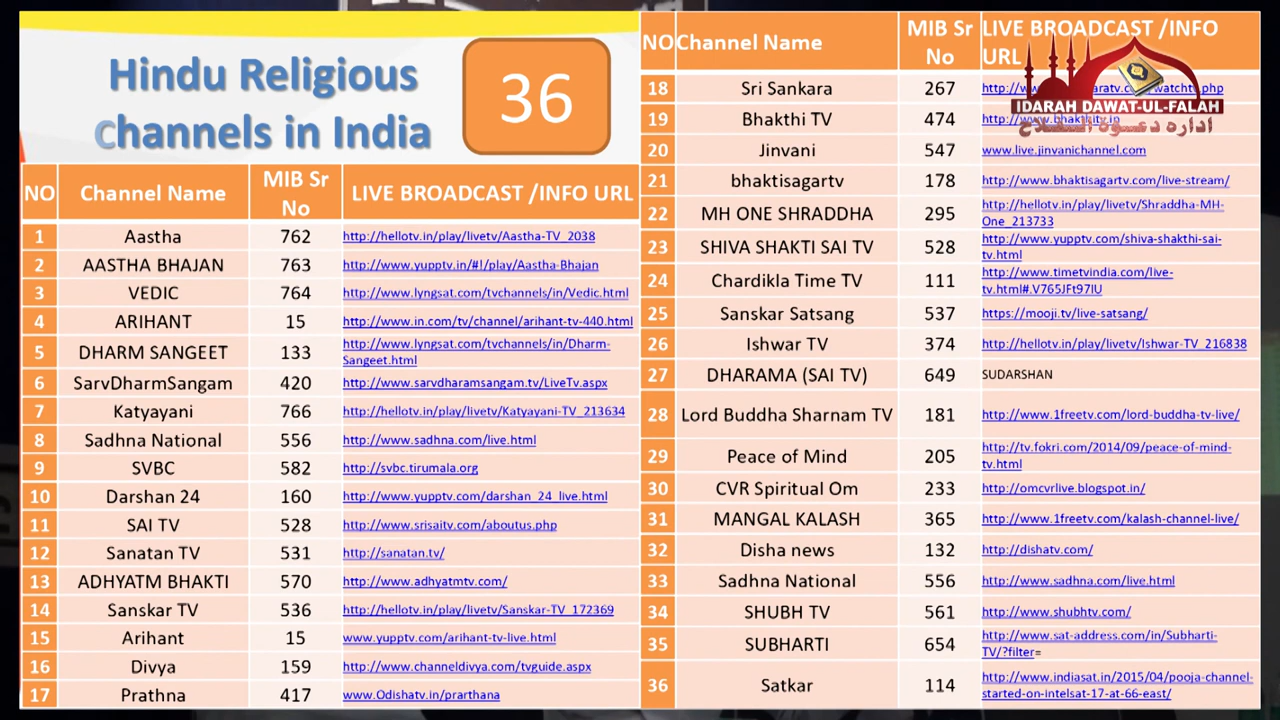 Hindu Religious
Channels in India
36
NO Channel Name MIB Sr No LIVE BROADCAST /INFO URL
1 Aastha 762 http://hellotv.in/play/livetv/Aastha-TV_2038
2 AASTHA BHAJAN 763 http://www.yupptv.in/#!/play/Aastha-Bhajan
3 VEDIC 764 http://www.lyngsat.com/tvchannels/in/Vedic.html
4 ARIHANT 15 http://www.in.com/tv/channel/arihant-tv-440.html
5 DHARM SANGEET 133 http://www.lyngsat.com/tvchannels/in/Dharm-
Sangeet.html
6 SarvDharmSangam 420 http://www.sarvdharamsangam.tv/LiveTv.aspx
7 Katyayani 766 http://hellotv.in/play/livetv/Katyayani-TV_213634
8 Sadhna National 556 http://www.sadhna.com/live.html
9 SVBC 582 http://svbc.tirumala.org
10 Darshan 24 160 http://www.yupptv.com/darshan_24_live.html
11 SAI TV 528 http://www.srisaitv.com/aboutus.php
12 Sanatan TV 531 http://sanatan.tv/
13 ADHYATM BHAKTI 570 http://www.adhyatmtv.com/
14 Sanskar TV 536 http://hellotv.in/play/livetv/Sanskar-TV_172369
15 Arihant 15 www.yupptv.com/arihant-tv-live.html
16 Divya 159 http://www.channeldivya.com/tvguide.aspx
17 Prathna 417 www.Odishatv.in/prarthana
NO Channel Name MIB Sr No LIVE BROADCAST /INFO URL
18 Sri Sankara 267
19 Bhakthi TV 474 http://www.bhakthitv.in
20 Jinvani 547 www.live.jinvanichannel.com
21 bhaktisagartv 178 http://www.bhaktisagartv.com/live-stream/
22 MH ONE SHRADDHA 295 http://hellotv.in/play/livetv/Shraddha-MH-
One_213733
23 SHIVA SHAKTI SAI TV 528 http://www.yupptv.com/shiva-shakthi-sai-
tv.html
24 Chardikla Time TV 111 http://www.timetvindia.com/live-
tv.html#.V765JFt97IU
25 Sanskar Satsang 537 https://mooji.tv/live-satsang/
26 Ishwar TV 374 http://hellotv.in/play/livetv/Ishwar-TV_216838
27 DHARAMA (SAI TV) 649 SUDARSHAN
28 Lord Buddha Sharnam TV 181 http://www.1freetv.com/lord-buddha-tv-live/
29 Peace of Mind 205 http://tv.fokri.com/2014/09/peace-of-mind-
tv.html
30 CVR Spiritual Om 233 http://omcvrlive.blogspot.in/
31 MANGAL KALASH 365 http://www.1freetv.com/kalash-channel-live/
32 Disha news 132 http://dishatv.com/
33 Sadhna National 556 http://www.sadhna.com/live.html
34 SHUBH TV 561 http://www.shubhtv.com/
35 SUBHARTI 654 http://www.sat-address.com/in/Subharti-
TV/?filter=
36 Satkar 114 http://www.indiasat.in/2015/04/pooja-channel-
started-on-intelsat-17-at-66-east/
IDARAH DAWAT-UL-FALAH
ادارہ دعوۃ الفلاح